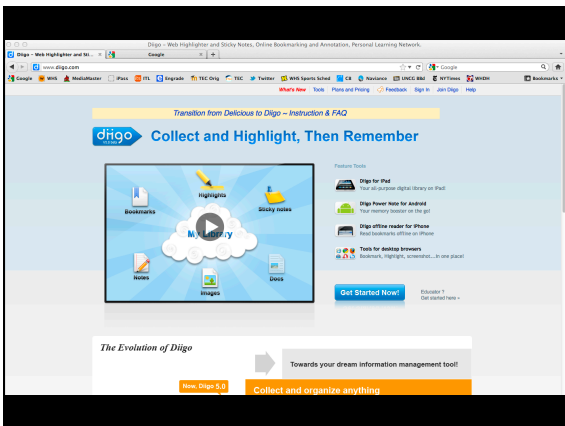 Diigo - Web Highlighter and Sticky Notes, Online Bookmarking and Annotation, Personal Learning Network.
Diigo - Web Highlighter and Sti... × Google × +
www.diigo.com Google
Google WHS MediaMaster iPass ITL Engrade TEC Orig TEC Twitter WHS Sports Sched CB Naviance UNCG Bbl NYTimes WHDH Bookmarks
What's New Tools Plans and Pricing Feedback Sign In Join Diigo Help
Transition from Delicious to Diigo – Instruction & FAQ
diigo Collect and Highlight, Then Remember
V5.0 beta
Bookmarks
Highlights
Sticky notes
My Library
Notes
Images
Docs
Feature Tools
Diigo for iPad
Your all-purpose digital library on iPad!
Diigo Power Note for Android
Your memory booster on the go!
Diigo offline reader for iPhone
Read bookmarks offline on iPhone
Tools for desktop browsers
Bookmark, Highlight, screenshot....in one place!
Get Started Now!
Educator ?
Get started here »
The Evolution of Diigo
Towards your dream information management tool!
Now, Diigo 5.0
Collect and organize anything